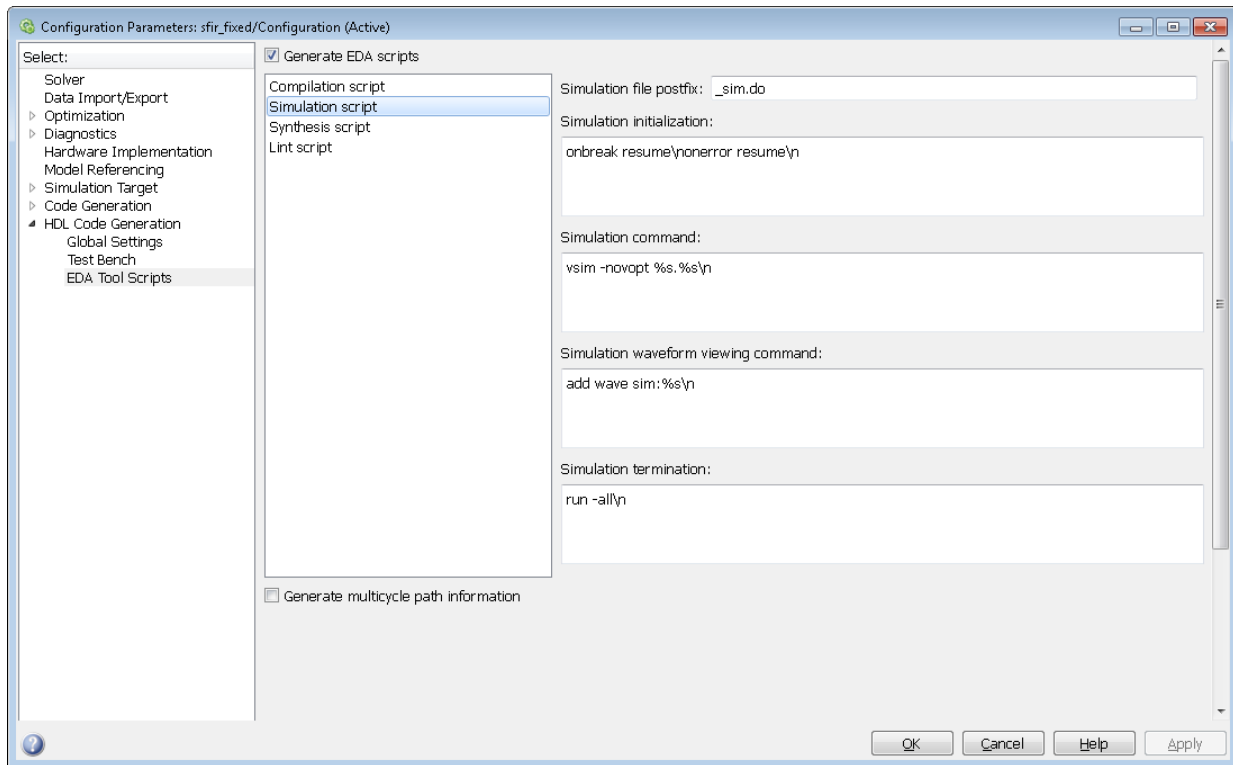 Configuration Parameters: sfir_fixed/Configuration (Active)
Select:
Solver
Data Import/Export
Optimization
Diagnostics
Hardware Implementation
Model Referencing
Simulation Target
Code Generation
HDL Code Generation
Global Settings
Test Bench
EDA Tool Scripts
Generate EDA scripts
Compilation script
Simulation script
Synthesis script
Lint script
Simulation file postfix: _sim.do
Simulation initialization:
onbreak resume\nonerror resume\n
Simulation command:
vsim -novopt %s.%s\n
Simulation waveform viewing command:
add wave sim:%s\n
Simulation termination:
run -all\n
Generate multicycle path information
OK Cancel Help Apply